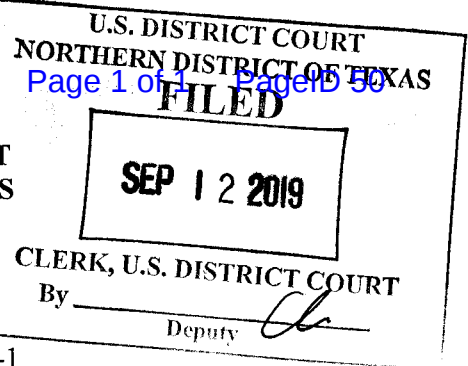 U.S. DISTRICT COURT
NORTHERN DISTRICT OF TEXAS
Page 1 of 1 PageID 50
FILED
T
S
SEP 12 2019
CLERK, U.S. DISTRICT COURT
By
Deputy
-1